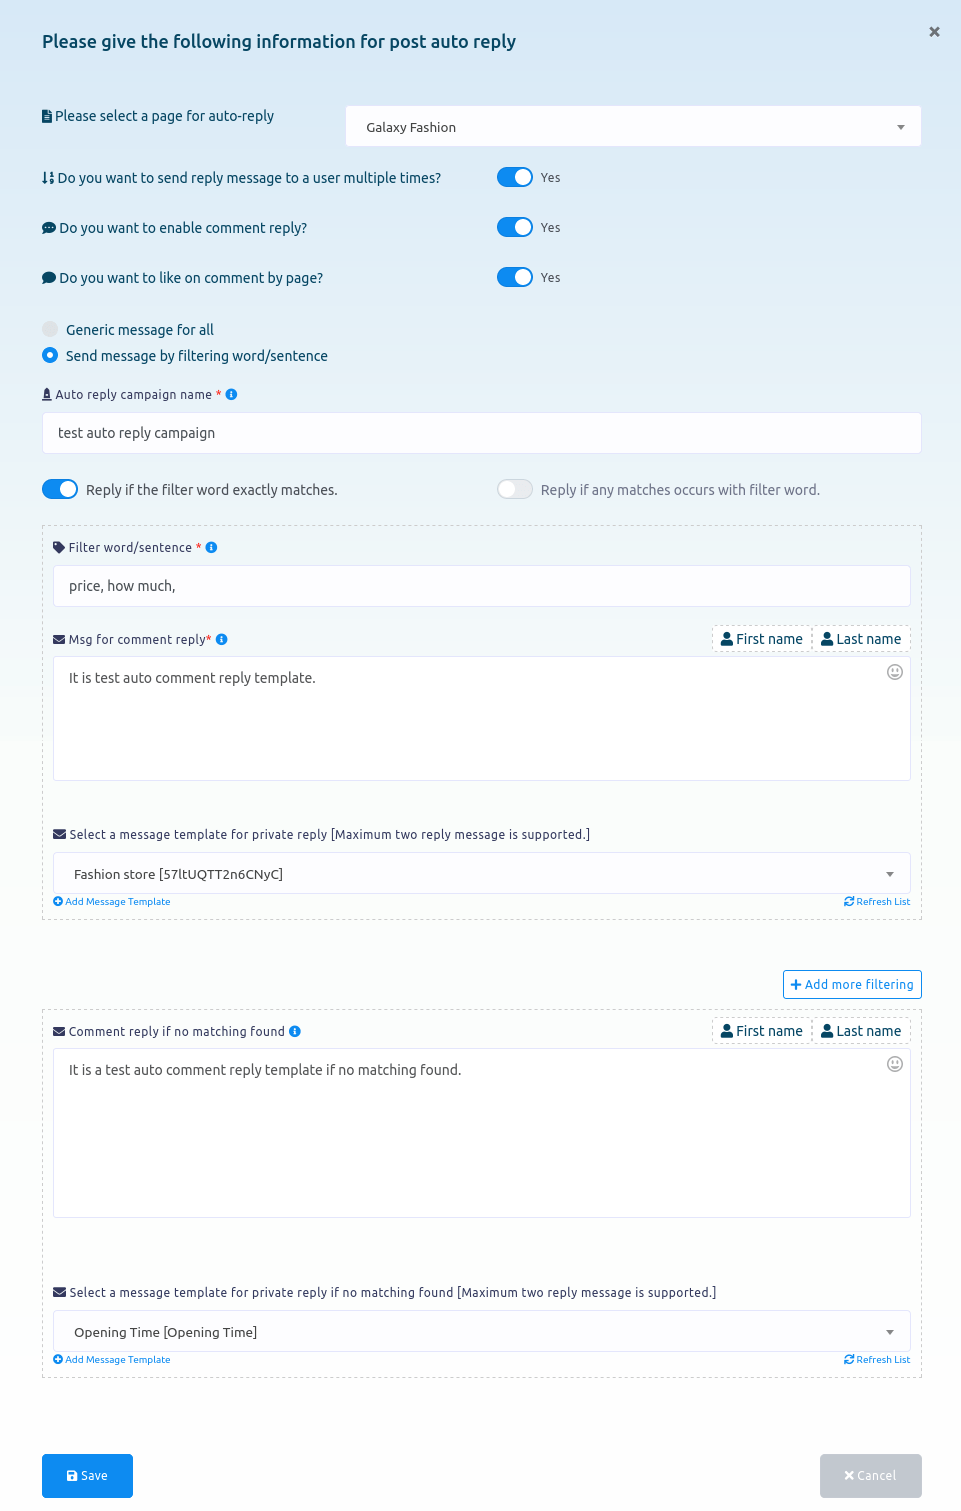 Please give the following information for post auto reply
Please select a page for auto-reply
Galaxy Fashion
Do you want to send reply message to a user multiple times?
Yes
Do you want to enable comment reply?
Yes
Do you want to like on comment by page?
Yes
Generic message for all
Send message by filtering word/sentence
Auto reply campaign name *
test auto reply campaign
Reply if the filter word exactly matches.
Reply if any matches occurs with filter word.
Filter word/sentence *
price, how much,
Msg for comment reply*
First name
Last name
It is test auto comment reply template.
Select a message template for private reply [Maximum two reply message is supported.]
Fashion store [57ltUQTT2n6CNyC]
Add Message Template
Refresh List
Add more filtering
Comment reply if no matching found
First name
Last name
It is a test auto comment reply template if no matching found.
Select a message template for private reply if no matching found [Maximum two reply message is supported.]
Opening Time [Opening Time]
Add Message Template
Refresh List
Save
Cancel